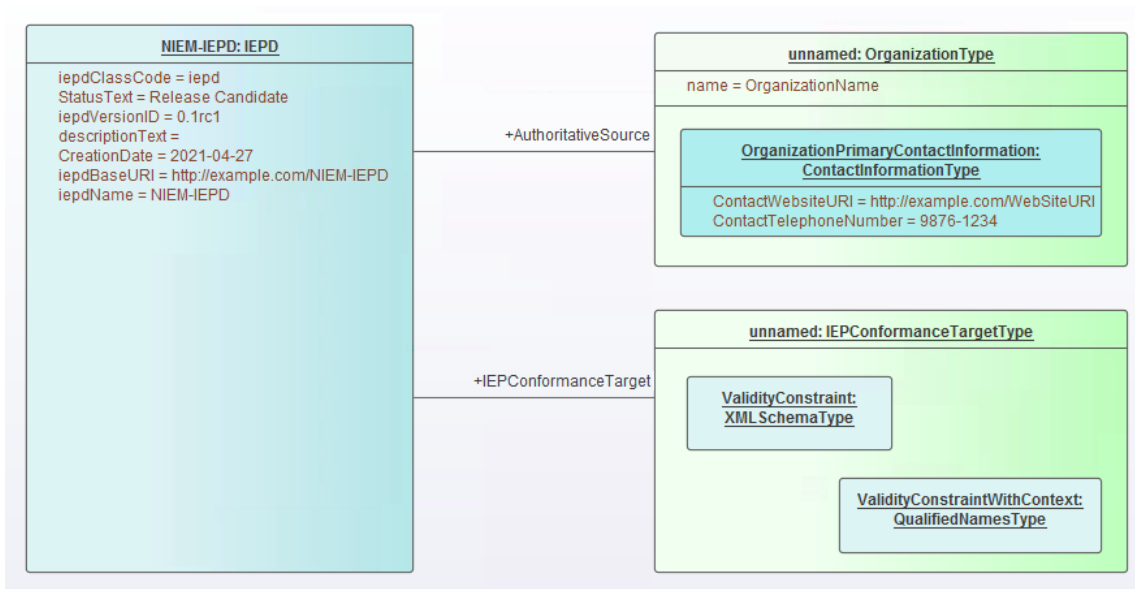 NIEM-IEPD: IEPD
iepdClassCode = iepd
StatusText = Release Candidate
iepdVersionID = 0.1rc1
descriptionText =
CreationDate = 2021-04-27
iepdBaseURI = http://example.com/NIEM-IEPD
iepdName = NIEM-IEPD
+AuthoritativeSource
unnamed: OrganizationType
name = OrganizationName
OrganizationPrimaryContactInformation:
ContactInformationType
ContactWebsiteURI = http://example.com/WebSiteURI
ContactTelephoneNumber = 9876-1234
+IEPConformanceTarget
unnamed: IEPConformanceTargetType
ValidityConstraint:
XMLSchemaType
ValidityConstraintWithContext:
QualifiedNamesType